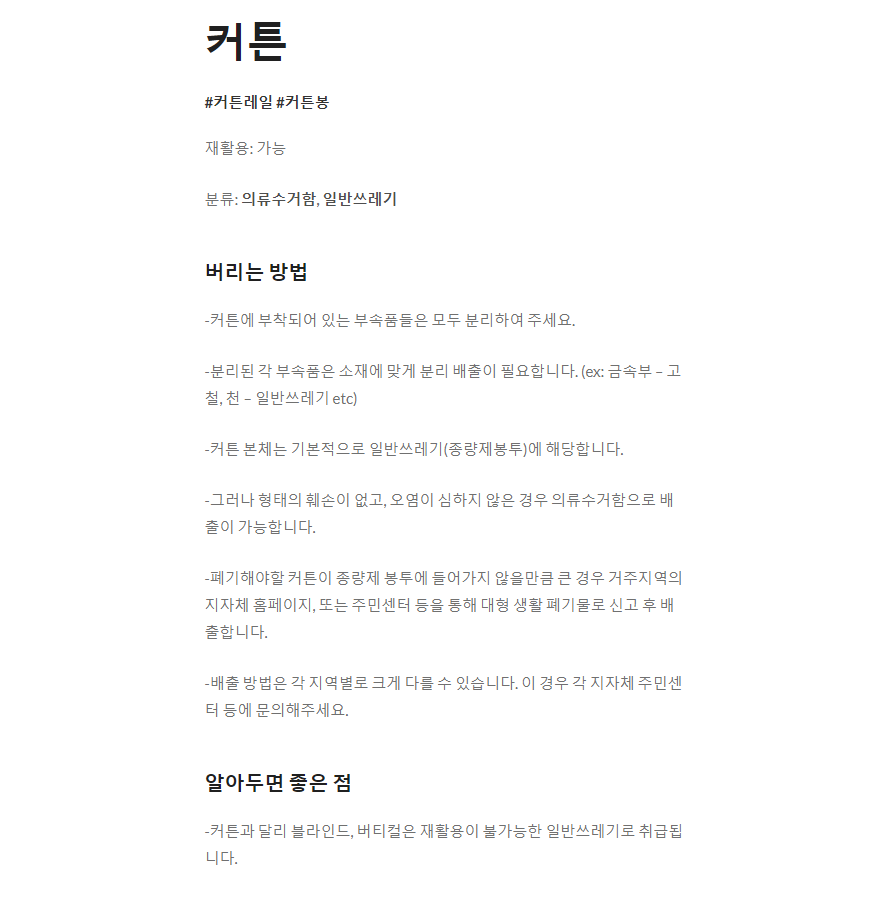 커튼
#커튼레일 #커튼봉
재활용: 가능
분류: 의류수거함, 일반쓰레기
버리는 방법
-커튼에 부착되어 있는 부속품들은 모두 분리하여 주세요.
-분리된 각 부속품은 소재에 맞게 분리 배출이 필요합니다. (ex: 금속부 – 고
철, 천 – 일반쓰레기 etc)
-커튼 본체는 기본적으로 일반쓰레기(종량제봉투)에 해당합니다.
-그러나 형태의 훼손이 없고, 오염이 심하지 않은 경우 의류수거함으로 배
출이 가능합니다.
-폐기해야할 커튼이 종량제 봉투에 들어가지 않을만큼 큰 경우 거주지역의
지자체 홈페이지, 또는 주민센터 등을 통해 대형 생활 폐기물로 신고 후 배
출합니다.
-배출 방법은 각 지역별로 크게 다를 수 있습니다. 이 경우 각 지자체 주민센
터 등에 문의해주세요.
알아두면 좋은 점
-커튼과 달리 블라인드, 버티컬은 재활용이 불가능한 일반쓰레기로 취급됩
니다.